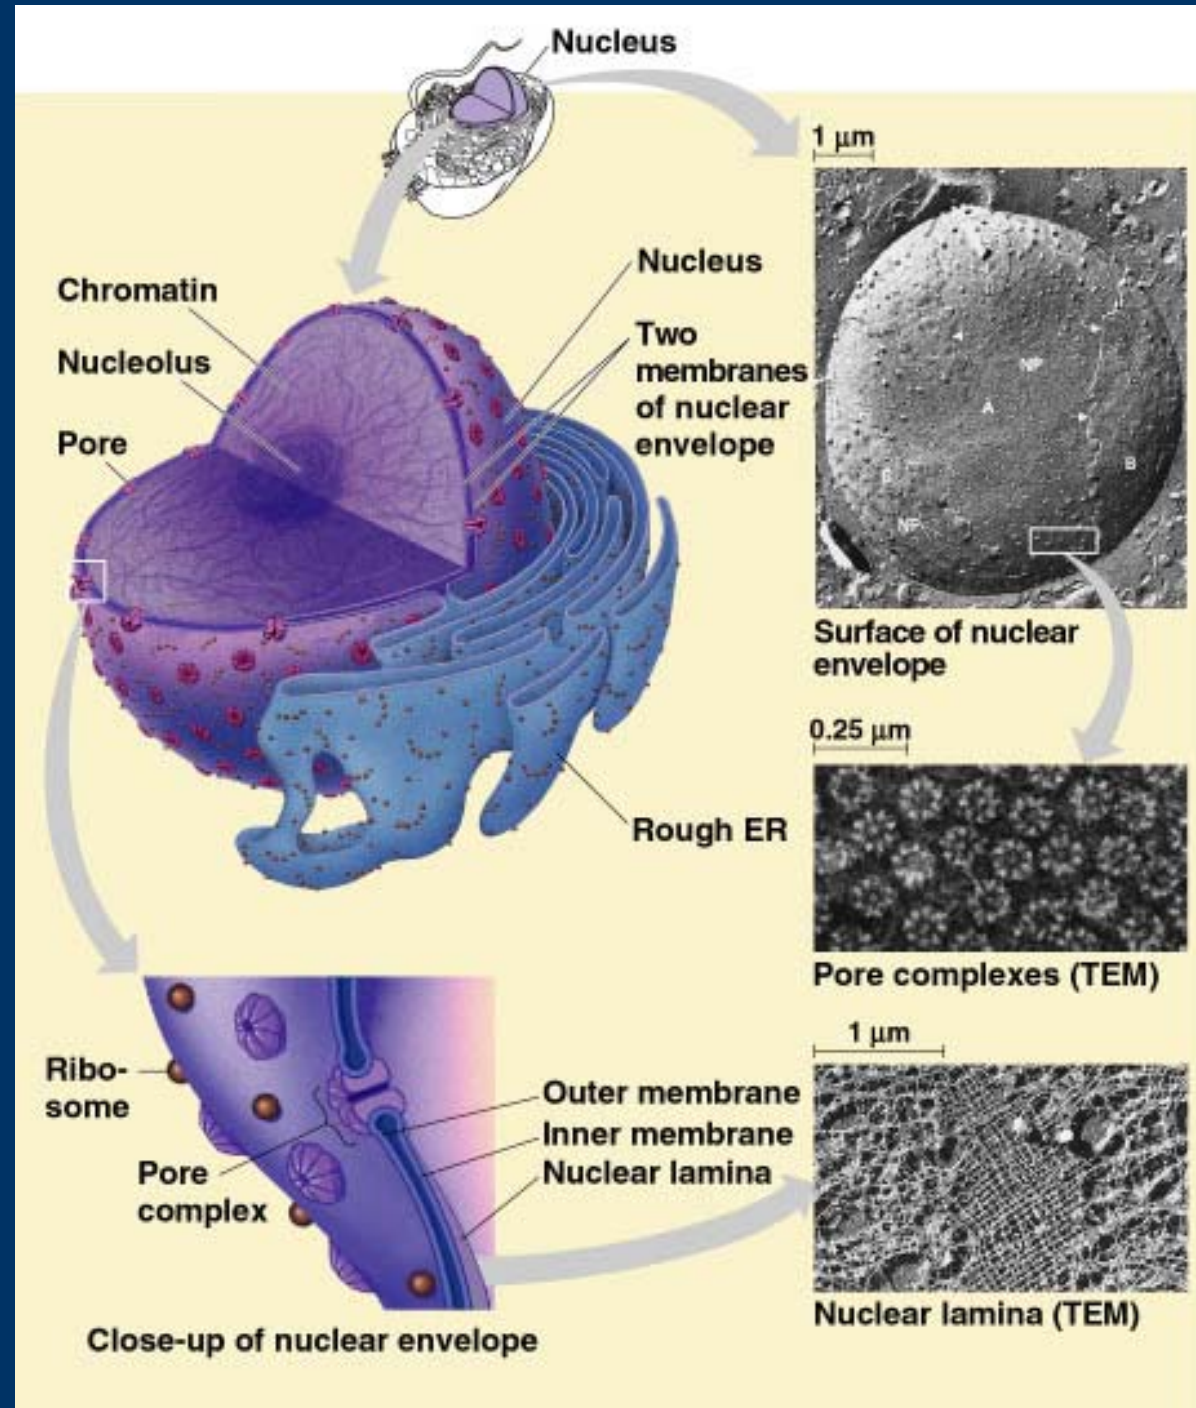 Nucleus
1 μm
Chromatin
Nucleolus
Pore
Nucleus
Two
membranes
of nuclear
envelope
NP
A
B
NP
Surface of nuclear
envelope
0.25 μm
Rough ER
Pore complexes (TEM)
1 μm
Ribo-
some
Pore
complex
Outer membrane
Inner membrane
Nuclear lamina
Nuclear lamina (TEM)
Close-up of nuclear envelope